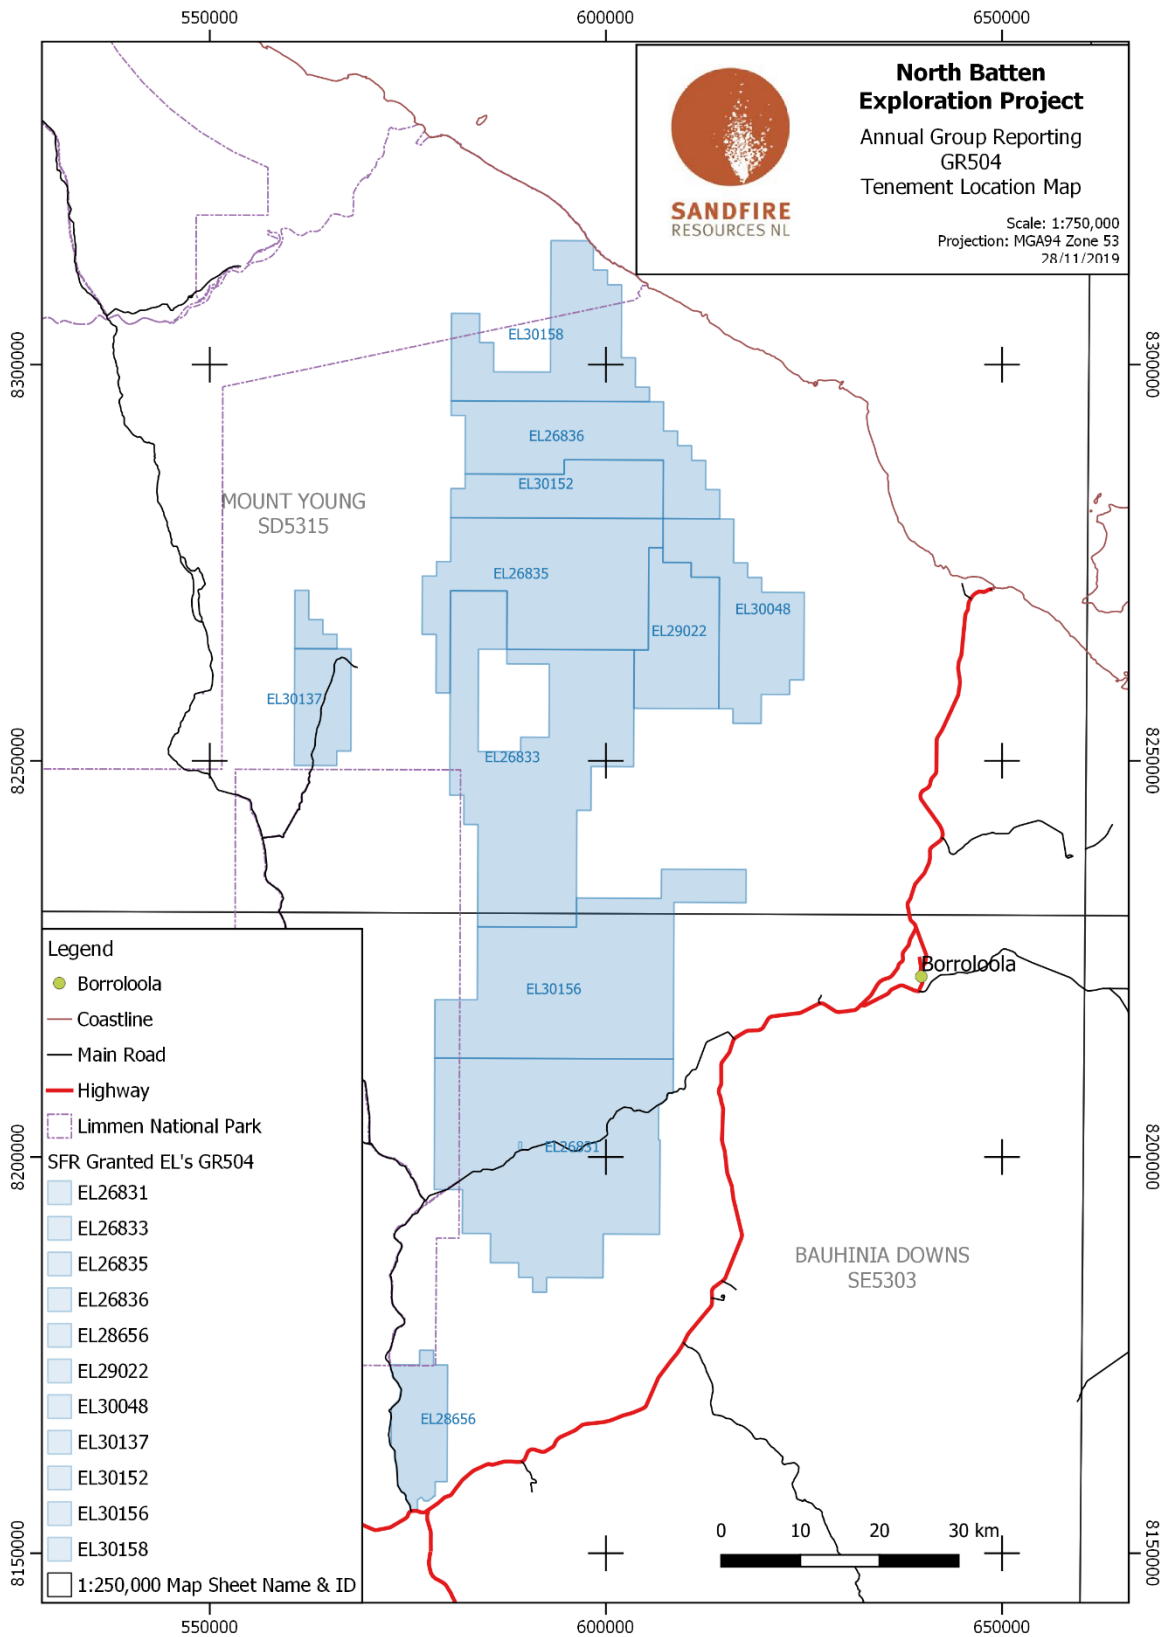 550000
600000
650000
North Batten
Exploration Project
Annual Group Reporting
GR504
Tenement Location Map
Scale: 1:750,000
Projection: MGA94 Zone 53
28/11/2019
SANDFIRE
RESOURCES NL
8300000
8300000
EL30158
EL26836
EL30152
MOUNT YOUNG
SD5315
EL26835
EL30048
EL29022
EL30137
EL26833
8250000
8250000
Borroloola
EL30156
EL26831
8200000
8200000
BAUHINIA DOWNS
SE5303
EL28656
Legend
Borroloola
Coastline
Main Road
Highway
Limmen National Park
SFR Granted EL's GR504
EL26831
EL26833
EL26835
EL26836
EL28656
EL29022
EL30048
EL30137
EL30152
EL30156
EL30158
1:250,000 Map Sheet Name & ID
0 10 20 30 km
8150000
8150000
550000
600000
650000